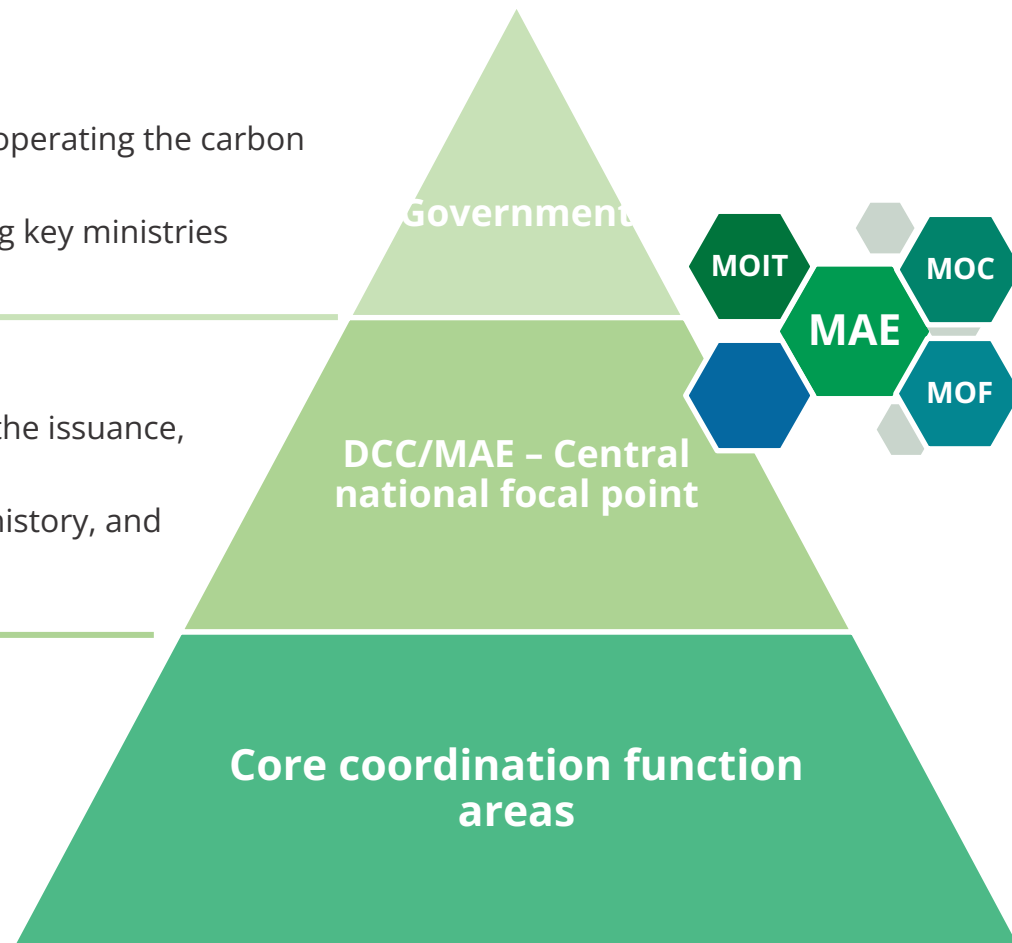 operating the carbon
g key ministries
Government
MOIT
MOC
MAE
MOF
the issuance,
history, and
DCC/MAE – Central
national focal point
Core coordination function
areas